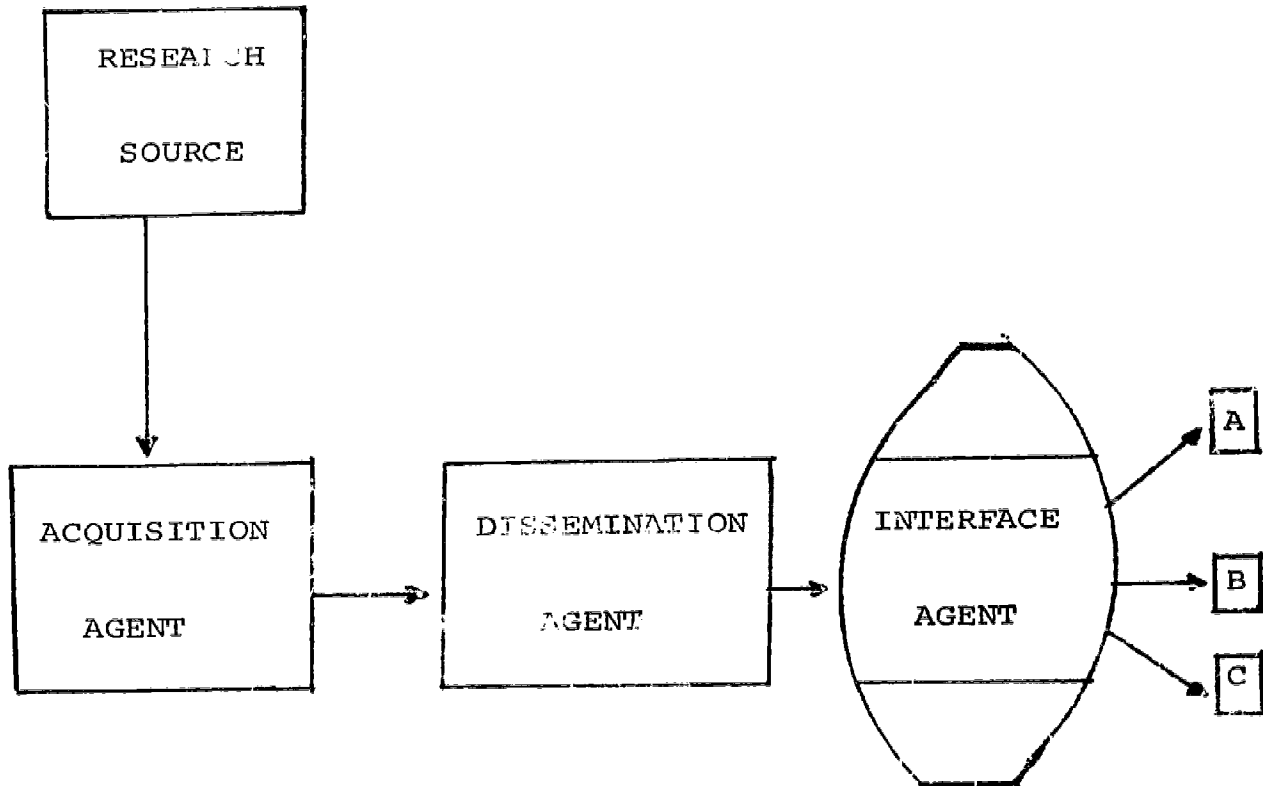 RESEARCH
SOURCE
ACQUISITION
AGENT
DISSEMINATION
AGENT
INTERFACE
AGENT
A
B
C